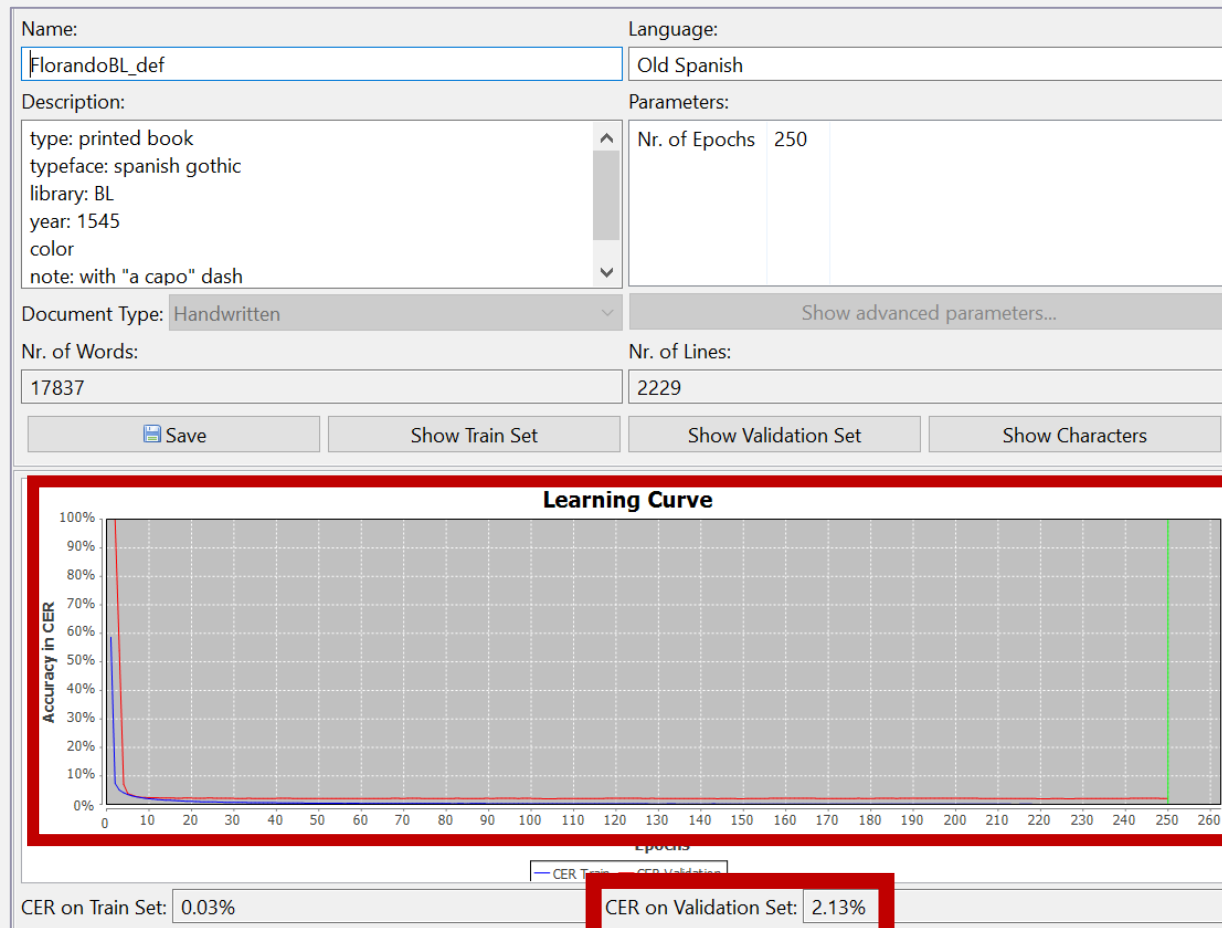 Name:
FlorandoBL_def
Language:
Old Spanish
Description:
type: printed book
typeface: spanish gothic
library: BL
year: 1545
color
note: with "a capo" dash
Parameters:
Nr. of Epochs 250
Document Type: Handwritten
Show advanced parameters...
Nr. of Words:
17837
Nr. of Lines:
2229
Save Show Train Set Show Validation Set Show Characters
Learning Curve
Accuracy in CER
100%
90%
80%
70%
60%
50%
40%
30%
20%
10%
0%
0 10 20 30 40 50 60 70 80 90 100 110 120 130 140 150 160 170 180 190 200 210 220 230 240 250 260
Epochs
CER Train CER Validation
CER on Train Set: 0.03%
CER on Validation Set: 2.13%